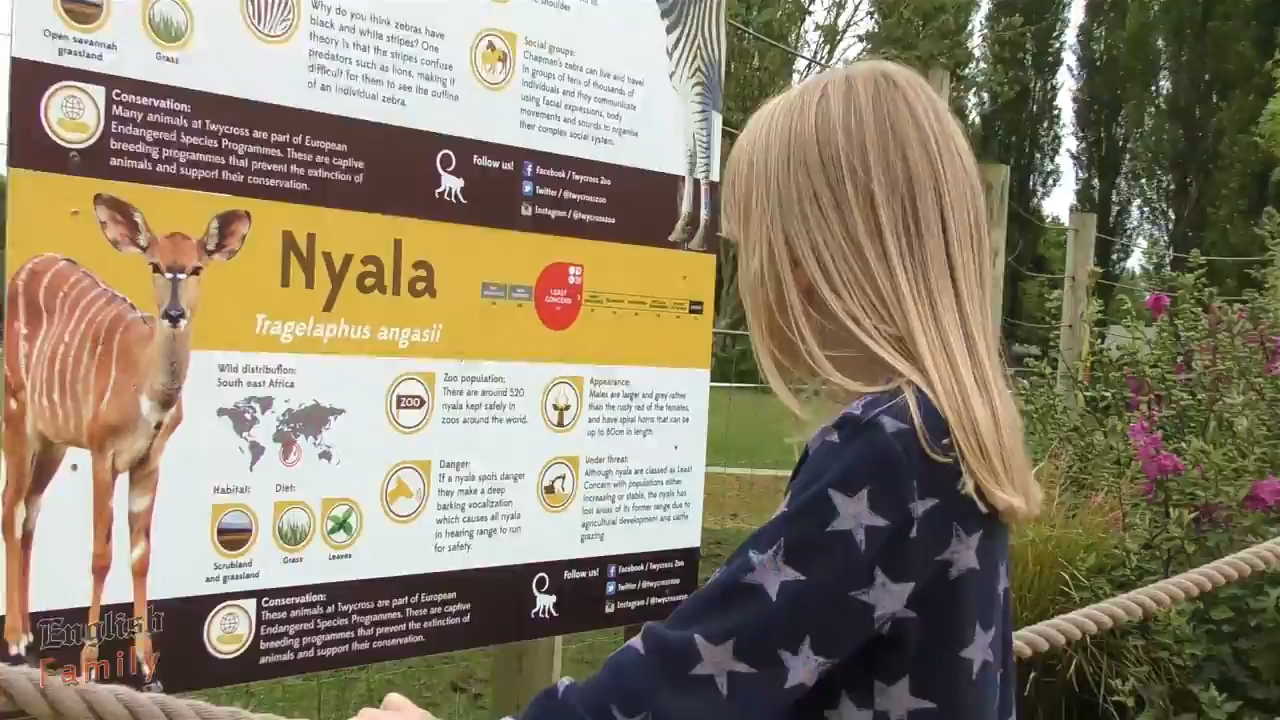 Open savannah
grassland
Grass
Why do you think zebras have
black and white stripes? One
theory is that the stripes confuse
predators such as lions, making it
difficult for them to see the outline
of an individual zebra.
shoulder
Social groups:
Chapman's zebra can live and travel
in groups of tens of thousands of
individuals and they communicate
using facial expressions, body
movements and sounds to organise
their complex social system.
Conservation:
Many animals at Twycross are part of European
Endangered Species Programmes. These are captive
breeding programmes that prevent the extinction of
animals and support their conservation.
Follow us!
Facebook / Twycross Zoo
Twitter / @twycrosszoo
Instagram / @twycrosszoo
Nyala
Tragelaphus angasii
LEAST
CONCERN
Wild distribution:
South east Africa
Habitat:
Scrubland
and grassland
Diet:
Grass
Leaves
ZOO
Zoo population:
There are around 520
nyala kept safely in
zoos around the world.
Danger:
If a nyala spots danger
they make a deep
barking vocalization
which causes all nyala
in hearing range to run
for safety.
Appearance:
Males are larger and grey rather
than the rusty red of the females,
and have spiral horns that can be
up to 80cm in length.
Under threat:
Although nyala are classed as Least
Concern with populations either
increasing or stable, the nyala has
lost areas of its former range due to
agricultural development and cattle
grazing
Conservation:
These animals at Twycross are part of European
Endangered Species Programmes. These are captive
breeding programmes that prevent the extinction of
animals and support their conservation.
Follow us!
Facebook / Twycross Zoo
Twitter / @twycrosszoo
Instagram / @twycrosszoo
English
Family